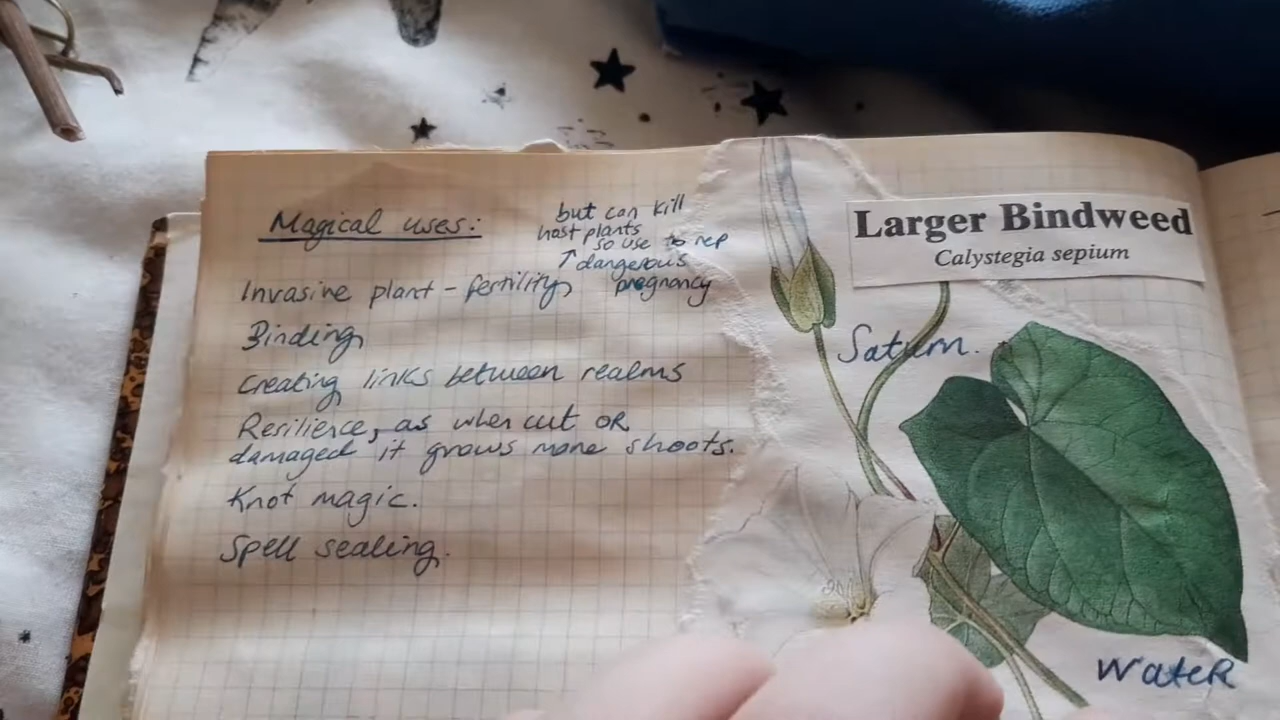 Magical uses:
but can kill
host plants
so use to rep
↑ dangerous
pregnancy
Invasive plant - fertility,
Binding,
Creating links between realms
Resilience, as when cut or
damaged it grows more shoots.
Knot magic.
Spell sealing.
Larger Bindweed
Calystegia sepium
Saturn.
Water